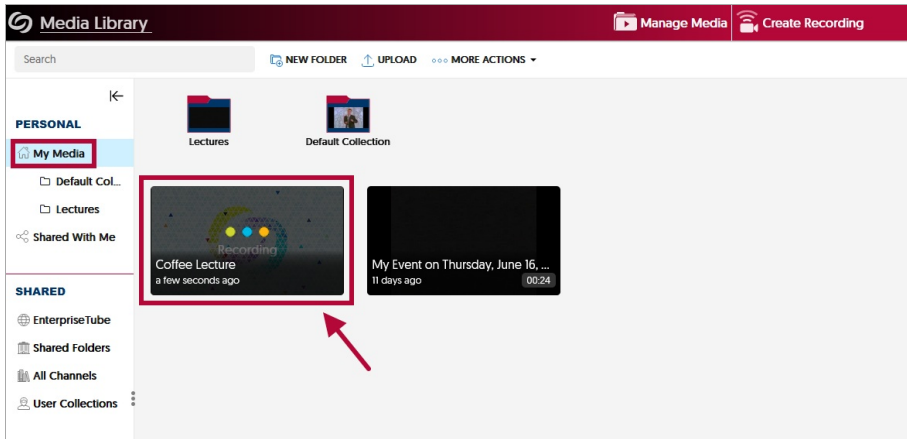 Media Library
Manage Media
Create Recording
Search
NEW FOLDER
UPLOAD
MORE ACTIONS
PERSONAL
My Media
Default Col...
Lectures
Shared With Me
SHARED
EnterpriseTube
Shared Folders
All Channels
User Collections
Lectures
Default Collection
Recording
Coffee Lecture
a few seconds ago
My Event on Thursday, June 16, ...
11 days ago
00:24